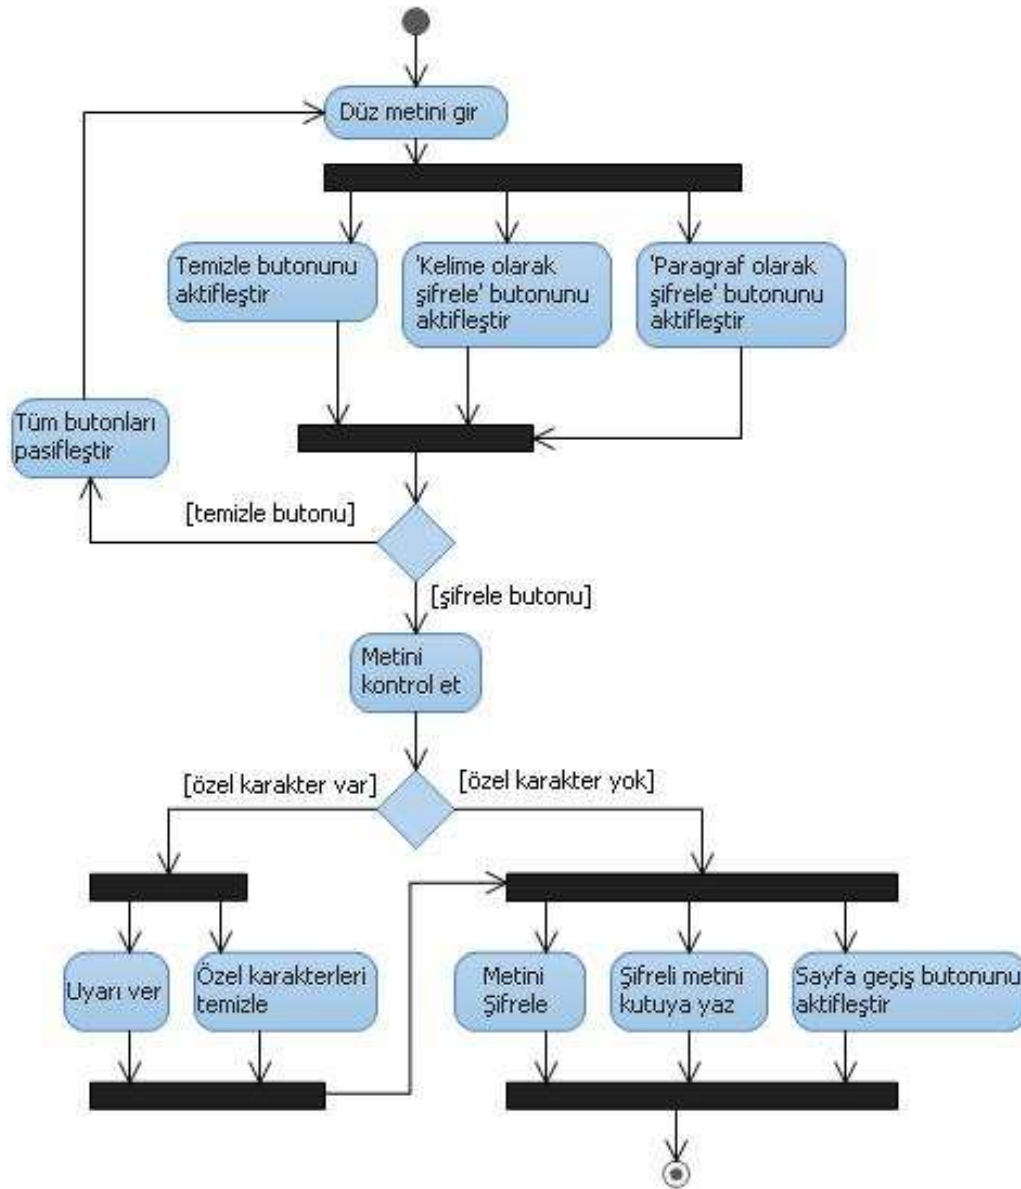 Düz metini gir
Temizle butonunu
aktifleştir
'Kelime olarak
şifrele' butonunu
aktifleştir
'Paragraf olarak
şifrele' butonunu
aktifleştir
Tüm butonları
pasifleştir
[temizle butonu]
[şifrele butonu]
Metini
kontrol et
[özel karakter var]
[özel karakter yok]
Uyarı ver
Özel karakterleri
temizle
Metini
Şifrele
Şifreli metini
kutuya yaz
Sayfa geçiş butonunu
aktifleştir